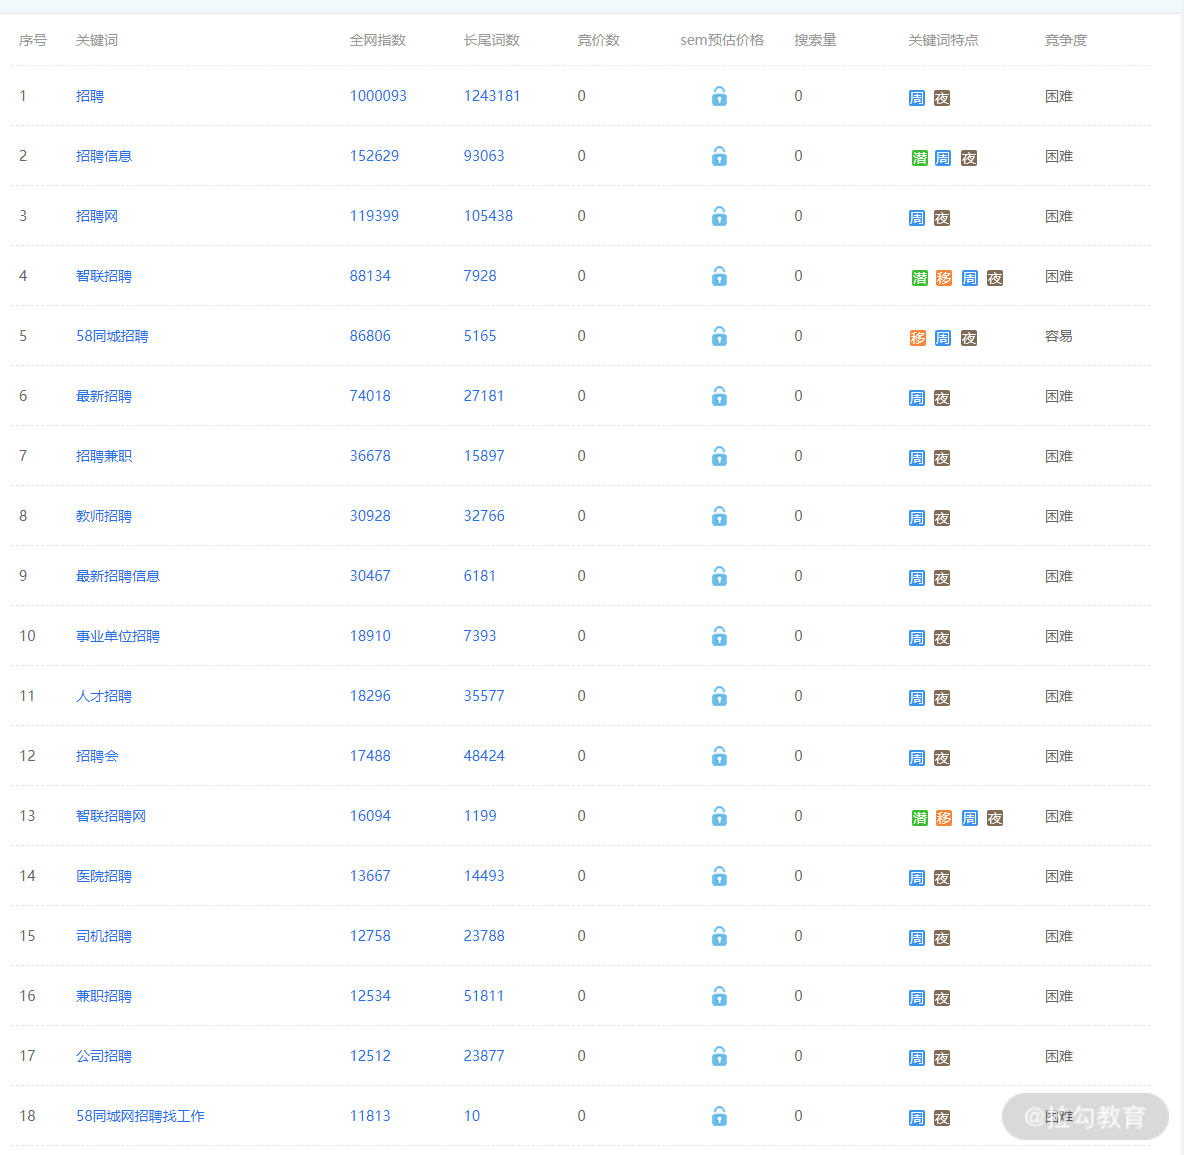 序号 关键词 全网指数 长尾词数 竞价数 sem预估价格 搜索量 关键词特点 竞争度
1 招聘 1000093 1243181 0 0 周 夜 困难
2 招聘信息 152629 93063 0 0 潜 周 夜 困难
3 招聘网 119399 105438 0 0 周 夜 困难
4 智联招聘 88134 7928 0 0 潜 移 周 夜 困难
5 58同城招聘 86806 5165 0 0 移 周 夜 容易
6 最新招聘 74018 27181 0 0 周 夜 困难
7 招聘兼职 36678 15897 0 0 周 夜 困难
8 教师招聘 30928 32766 0 0 周 夜 困难
9 最新招聘信息 30467 6181 0 0 周 夜 困难
10 事业单位招聘 18910 7393 0 0 周 夜 困难
11 人才招聘 18296 35577 0 0 周 夜 困难
12 招聘会 17488 48424 0 0 周 夜 困难
13 智联招聘网 16094 1199 0 0 潜 移 周 夜 困难
14 医院招聘 13667 14493 0 0 周 夜 困难
15 司机招聘 12758 23788 0 0 周 夜 困难
16 兼职招聘 12534 51811 0 0 周 夜 困难
17 公司招聘 12512 23877 0 0 周 夜 困难
18 58同城网招聘找工作 11813 10 0 0 周 夜 困难
@拉勾教育